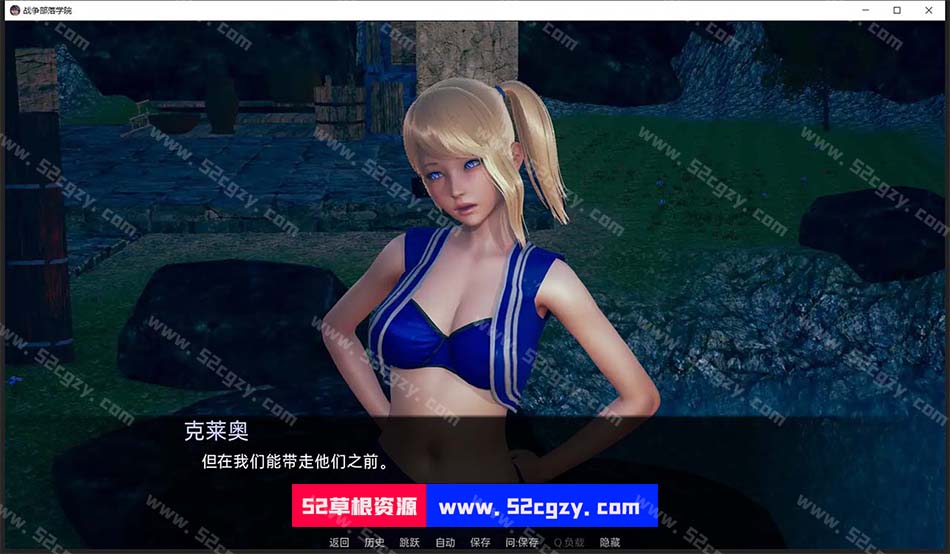 战争部落学院
克莱奥
但在我们能带走他们之前。
52草根资源 www.52cgzy.com
返回 历史 跳跃 自动 保存 问:保存 Q.负载 隐藏
www.52cgzy.com